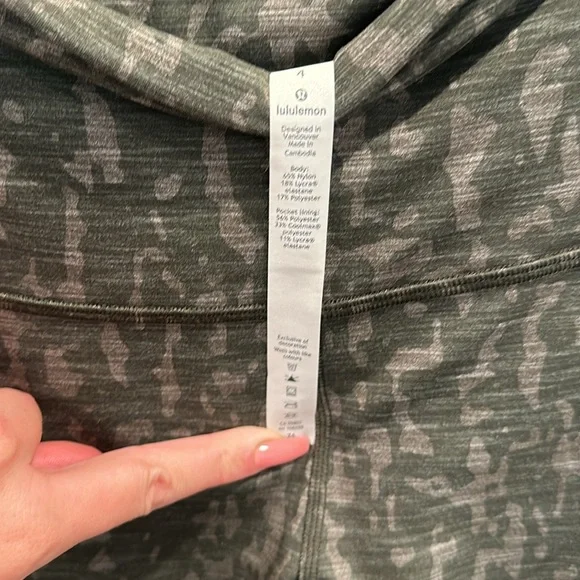 4
lululemon
Designed in
Vancouver
Made in
Cambodia
Body:
65% Nylon
18% Lycra®
elastane
17% Polyester
Pocket lining:
56% Polyester
33% Coolmax®
polyester
11% Lycra®
elastane
Exclusive of
decoration
Wash with like
colours